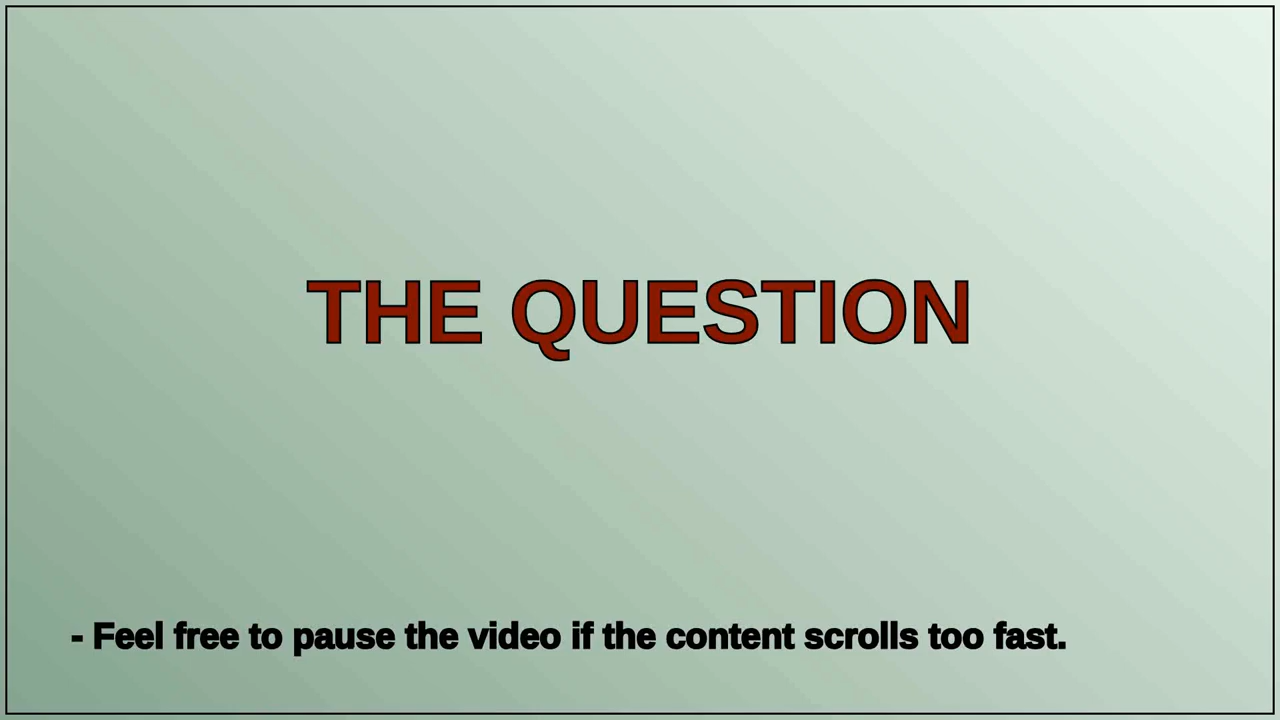 THE QUESTION
- Feel free to pause the video if the content scrolls too fast.